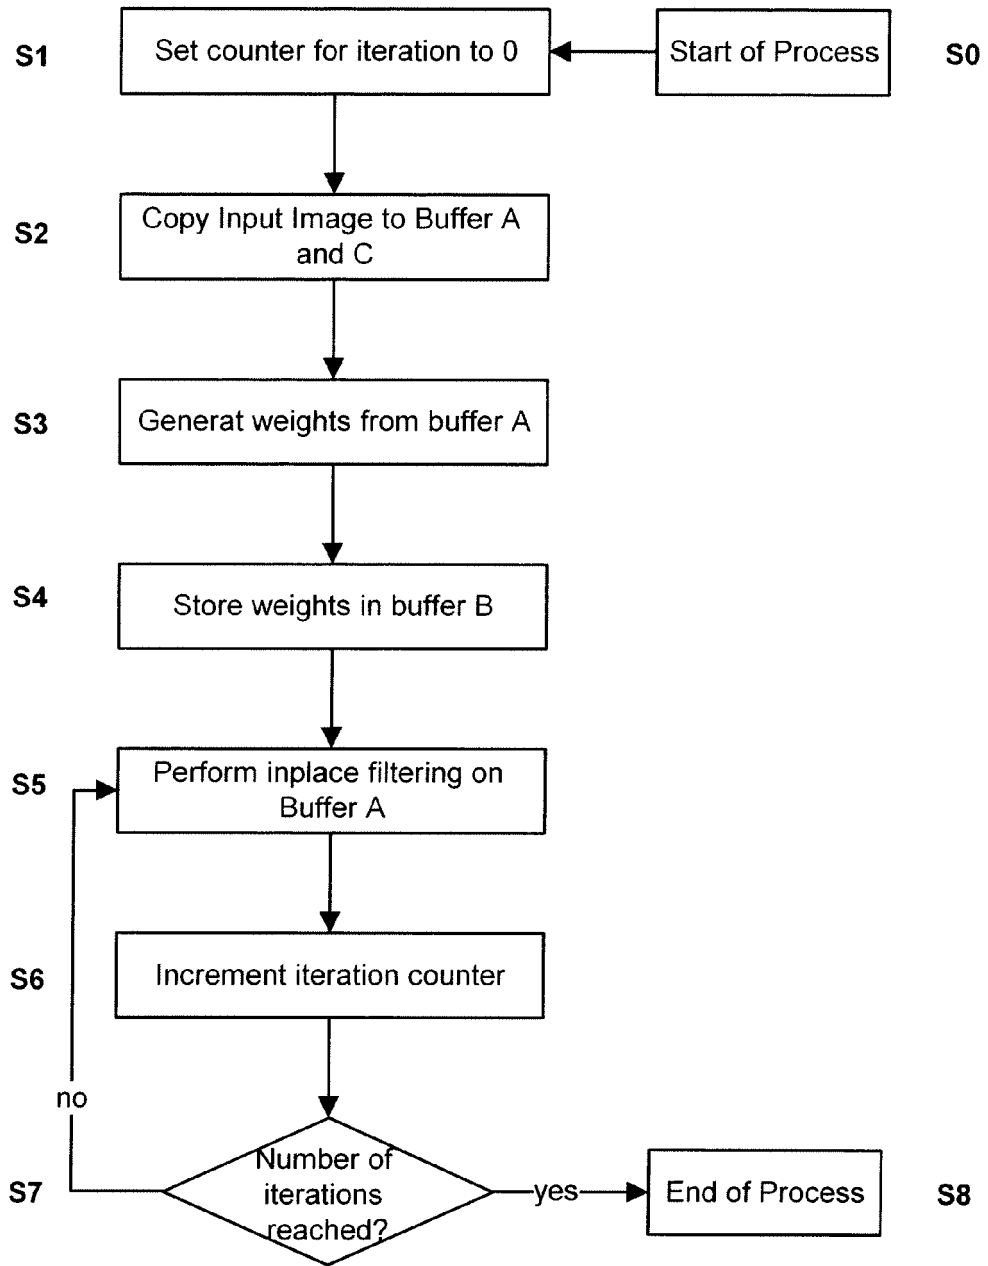 S1
Set counter for iteration to 0
Start of Process
S0
S2
Copy Input Image to Buffer A
and C
S3
Generat weights from buffer A
S4
Store weights in buffer B
S5
Perform inplace filtering on
Buffer A
S6
Increment iteration counter
no
S7
Number of
iterations
reached?
yes
End of Process
S8